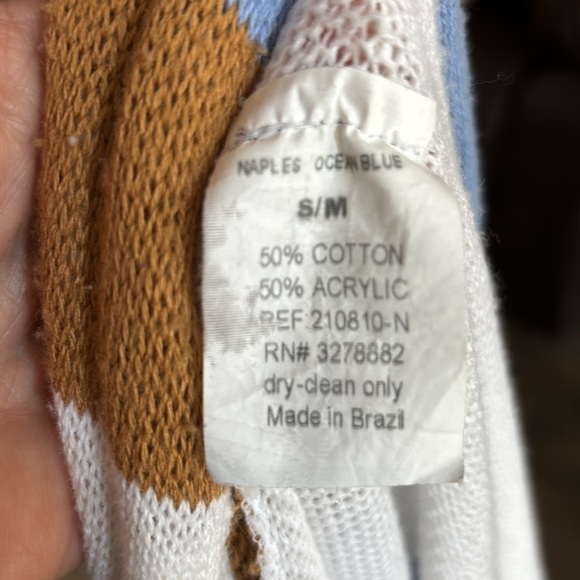 NAPLES OCEAN BLUE
S/M
50% COTTON
50% ACRYLIC
REF:210810-N
RN# 3278882
dry-clean only
Made in Brazil